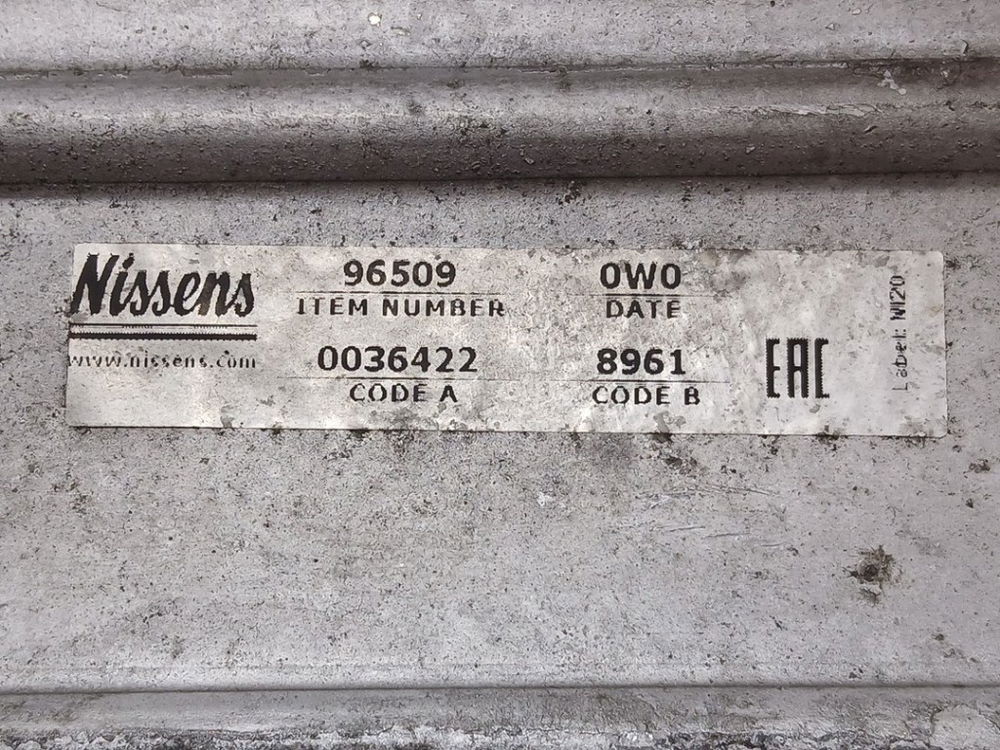 Nissens
www.nissens.com
96509
ITEM NUMBER
0W0
DATE
0036422
CODE A
8961
CODE B
EAC
Label: NI20